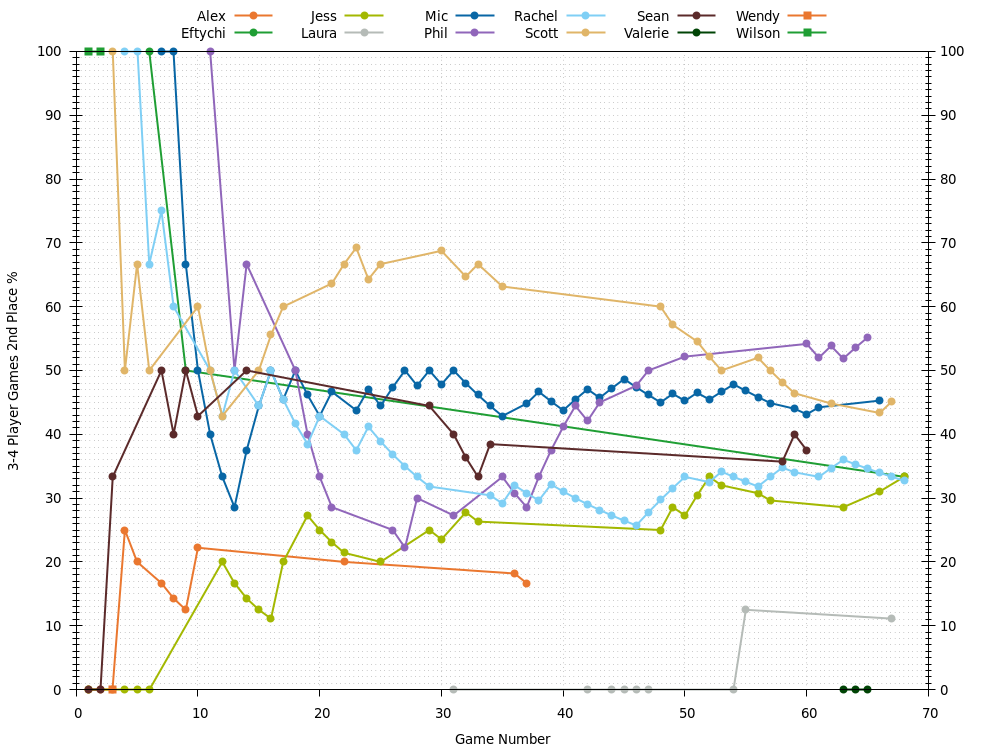 Alex Jess Mic Rachel Sean Wendy
Eftychi Laura Phil Scott Valerie Wilson
100 100
90 90
80 80
70 70
60 60
50 50
40 40
30 30
20 20
10 10
0 0
0 10 20 30 40 50 60 70
Game Number
3-4 Player Games 2nd Place %